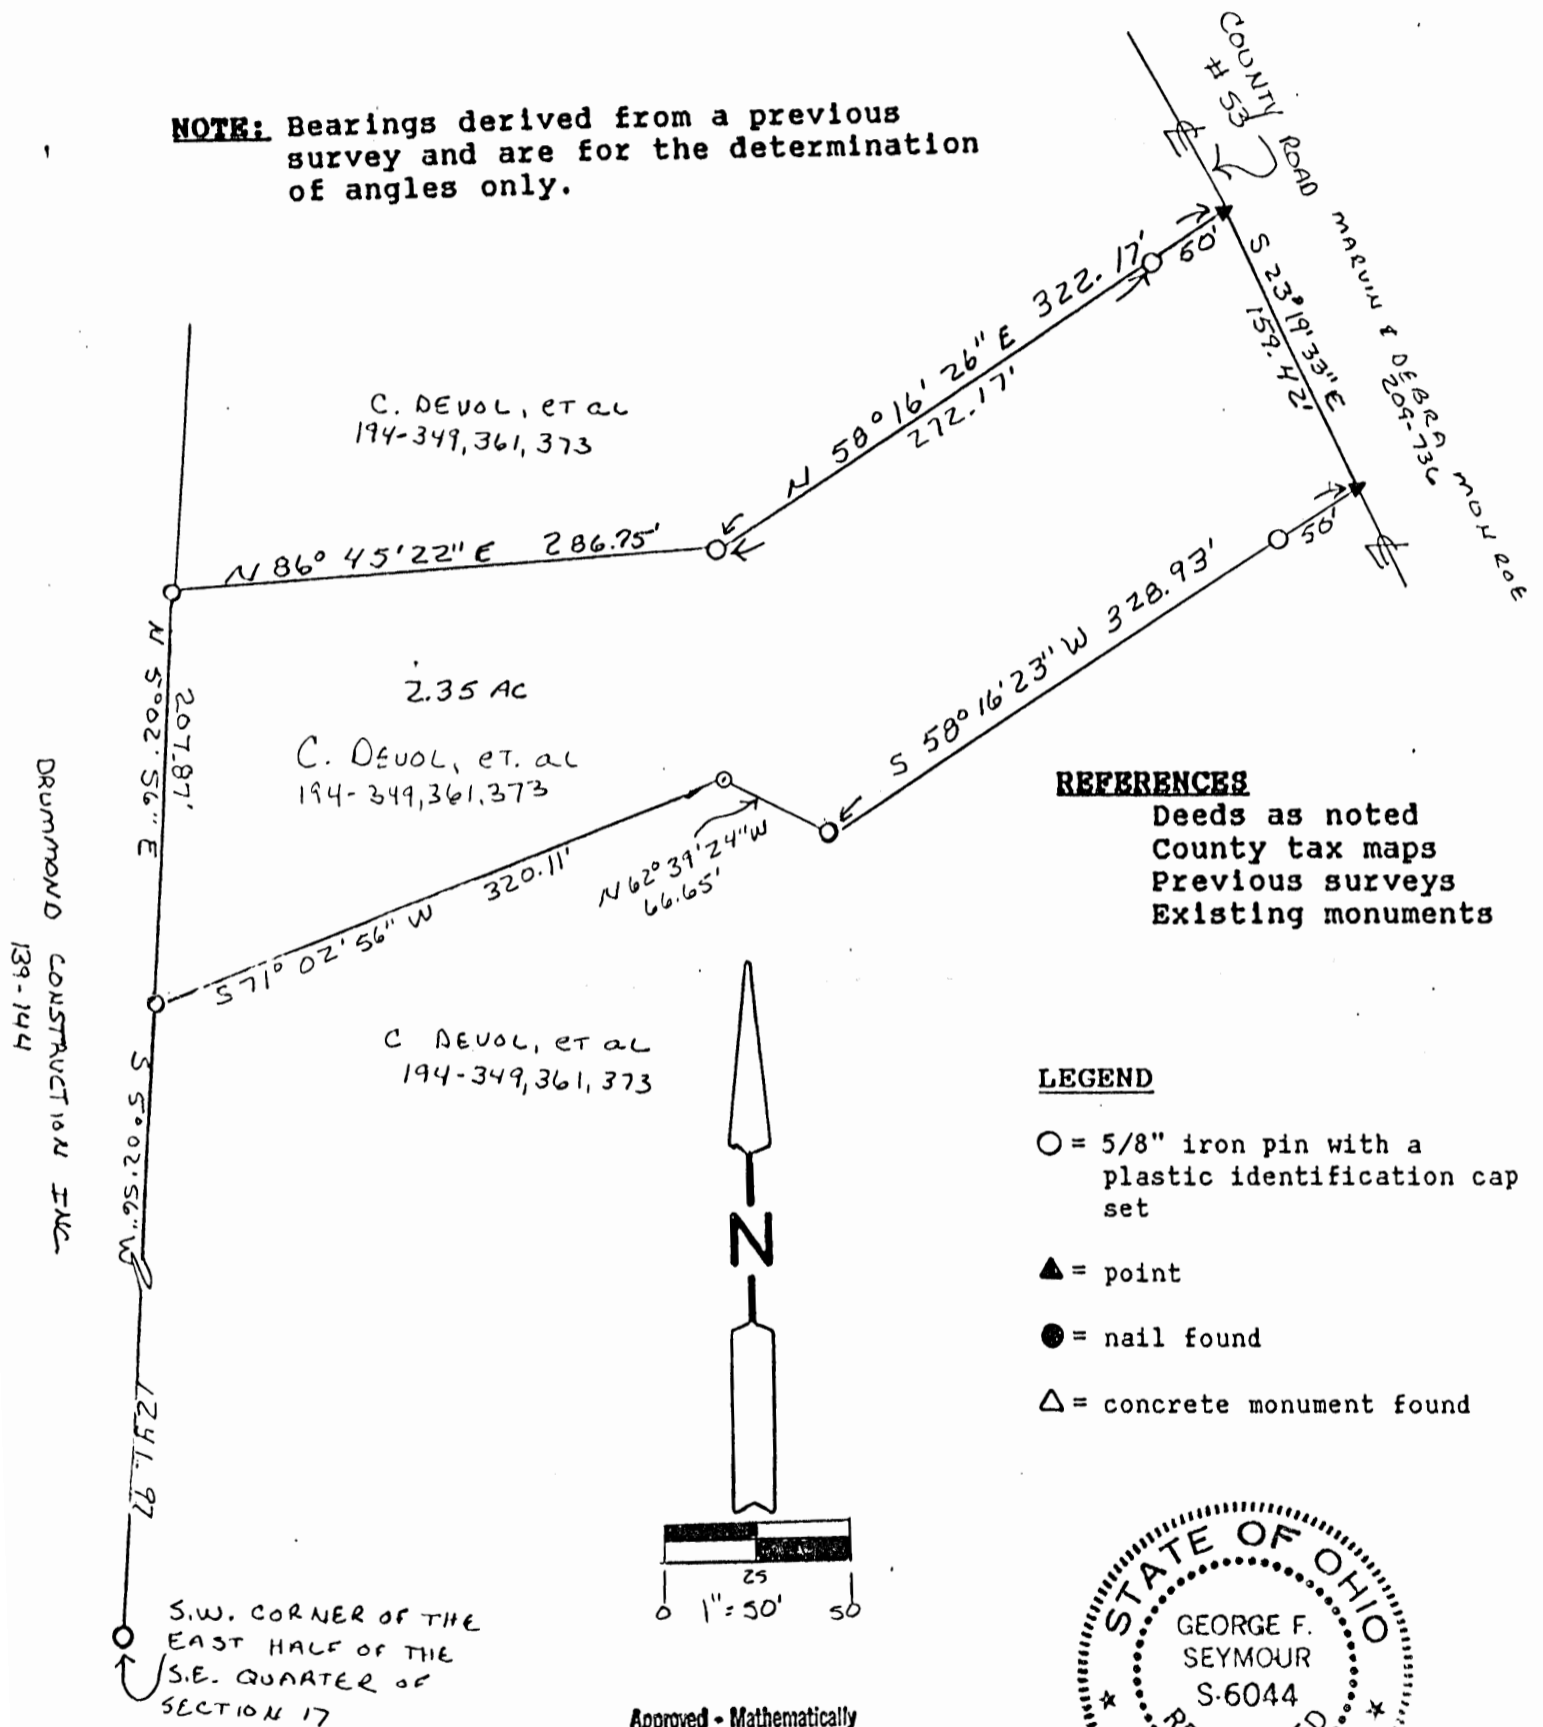 COUNTY ROAD
# 53
NOTE: Bearings derived from a previous
survey and are for the determination
of angles only.
MARVIN & DEBRA MONROE
209-736
50'
S 23° 19' 33" E
159.42'
N 58° 16' 26" E 322.17'
272.17'
C. DEVOL, ET AL
194-349,361,373
N 86° 45' 22" E 286.75'
50'
S 58° 16' 23" W 328.93'
N 5° 02' 56" E
207.87'
2.35 AC
C. DEVOL, ET. AL
194-349,361,373
N 62° 39' 24" W
66.65'
S 71° 02' 56" W 320.11'
REFERENCES
Deeds as noted
County tax maps
Previous surveys
Existing monuments
DRUMMOND CONSTRUCTION INC
139-144
C DEVOL, ET AL
194-349,361,373
S 5° 02' 56" W
1241.97
N
LEGEND
= 5/8" iron pin with a
plastic identification cap
set
= point
= nail found
= concrete monument found
25
0 1"=50' 50
S.W. CORNER OF THE
EAST HALF OF THE
S.E. QUARTER OF
SECTION 17
STATE OF OHIO
GEORGE F.
SEYMOUR
S-6044
Approved - Mathematically